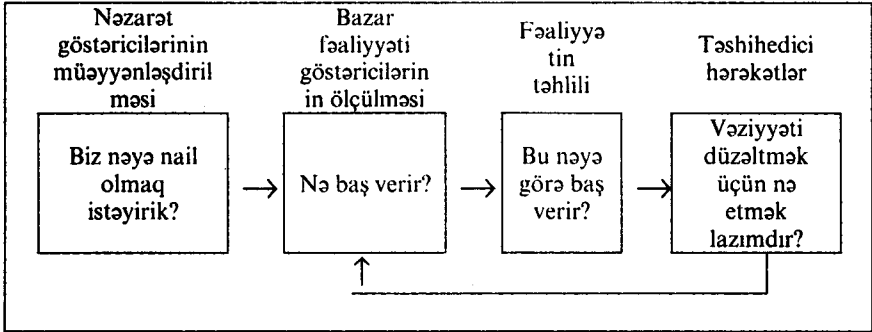 Nəzarət
göstəricilərinin
müəyyənləşdiril
məsi
Bazar
fəaliyyəti
göstəricilərin
in ölçülməsi
Fəaliyyə
tin
təhlili
Təshihedici
hərəkətlər
Biz nəyə nail
olmaq
istəyirik?
Nə baş verir?
Bu nəyə
görə baş
verir?
Vəziyyəti
düzəltmək
üçün nə
etmək
lazımdır?